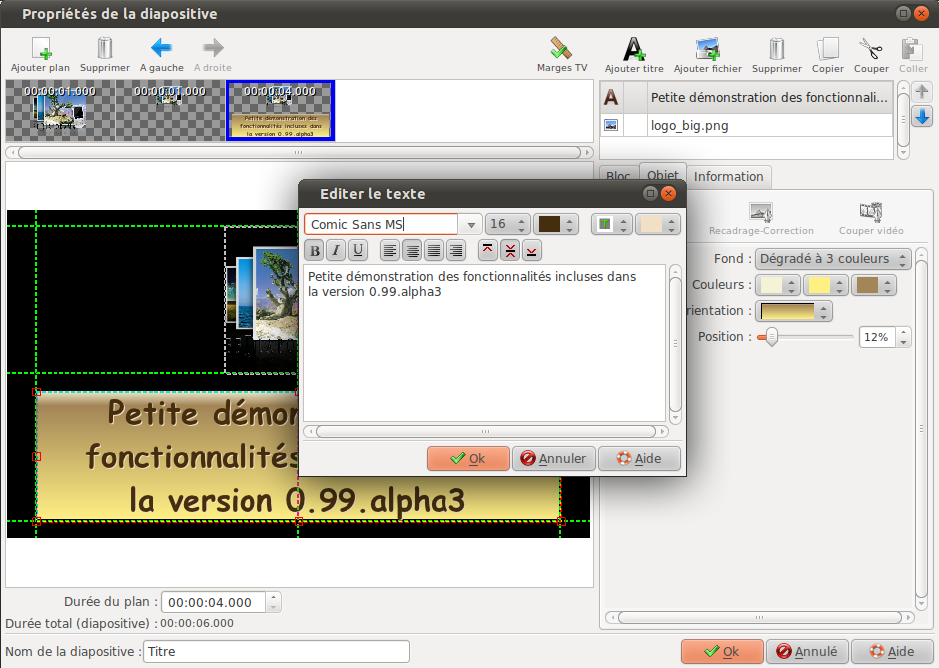 Propriétés de la diapositive
Ajouter plan Supprimer A gauche A droite Marges TV Ajouter titre Ajouter fichier Supprimer Copier Couper Coller
00:00:01.000 00:00:01.000 00:00:04.000
Petite démonstration des
fonctionnalités incluses dans
la version 0.99.alpha3
A Petite démonstration des fonctionnali...
logo_big.png
Bloc Objet Information
Editer le texte
Comic Sans MS 16 T
B I U
Petite démonstration des fonctionnalités incluses dans
la version 0.99.alpha3
Ok Annuler Aide
Recadrage-Correction Couper vidéo
Fond : Dégradé à 3 couleurs
Couleurs :
rientation :
Position : 12%
Petite démon
fonctionnalités
la version 0.99.alpha3
Durée du plan : 00:00:04.000
Durée total (diapositive) : 00:00:06.000
Nom de la diapositive : Titre
Ok Annulé Aide